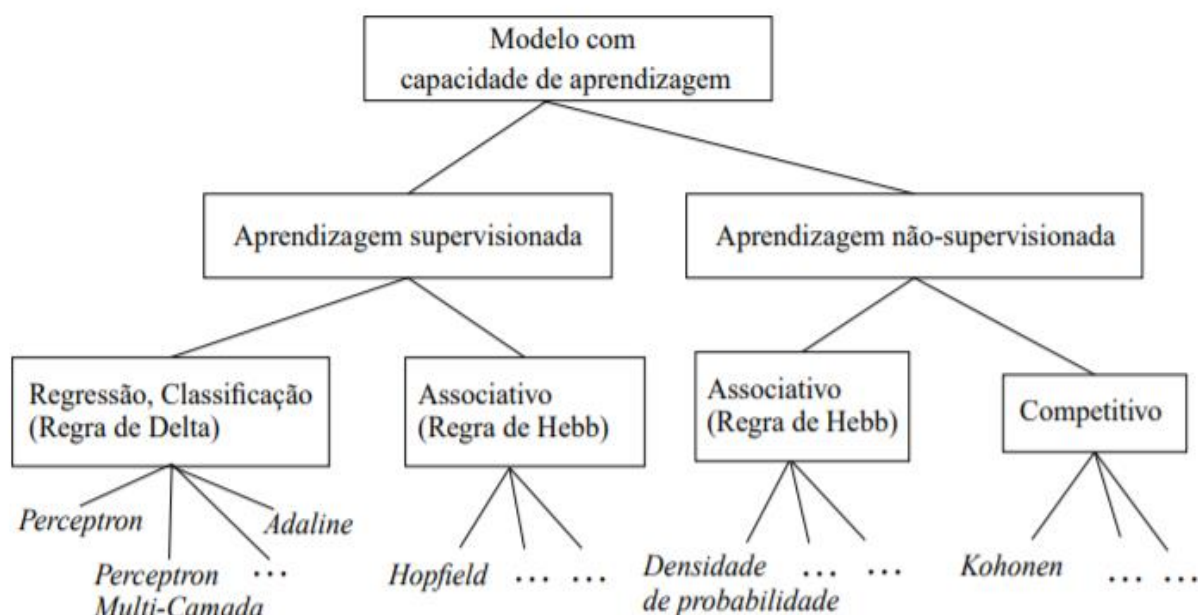 Modelo com
capacidade de aprendizagem
Aprendizagem supervisionada
Aprendizagem não-supervisionada
Regressão, Classificação
(Regra de Delta)
Associativo
(Regra de Hebb)
Associativo
(Regra de Hebb)
Competitivo
Perceptron
Adaline
Perceptron
Multi-Camada
...
Hopfield ... ...
Densidade
de probabilidade
... ...
Kohonen ... ...